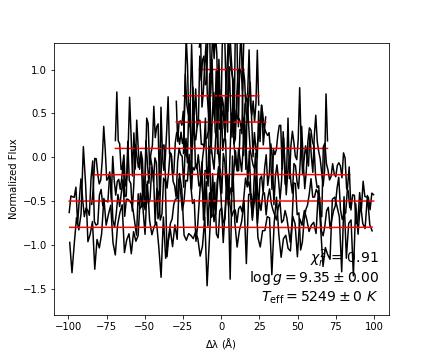 1.0
0.5
0.0
−0.5
−1.0
−1.5
Normalized Flux
χ²ᵣ = 0.91
log g = 9.35 ± 0.00
T_eff = 5249 ± 0 K
−100 −75 −50 −25 0 25 50 75 100
Δλ (Å)